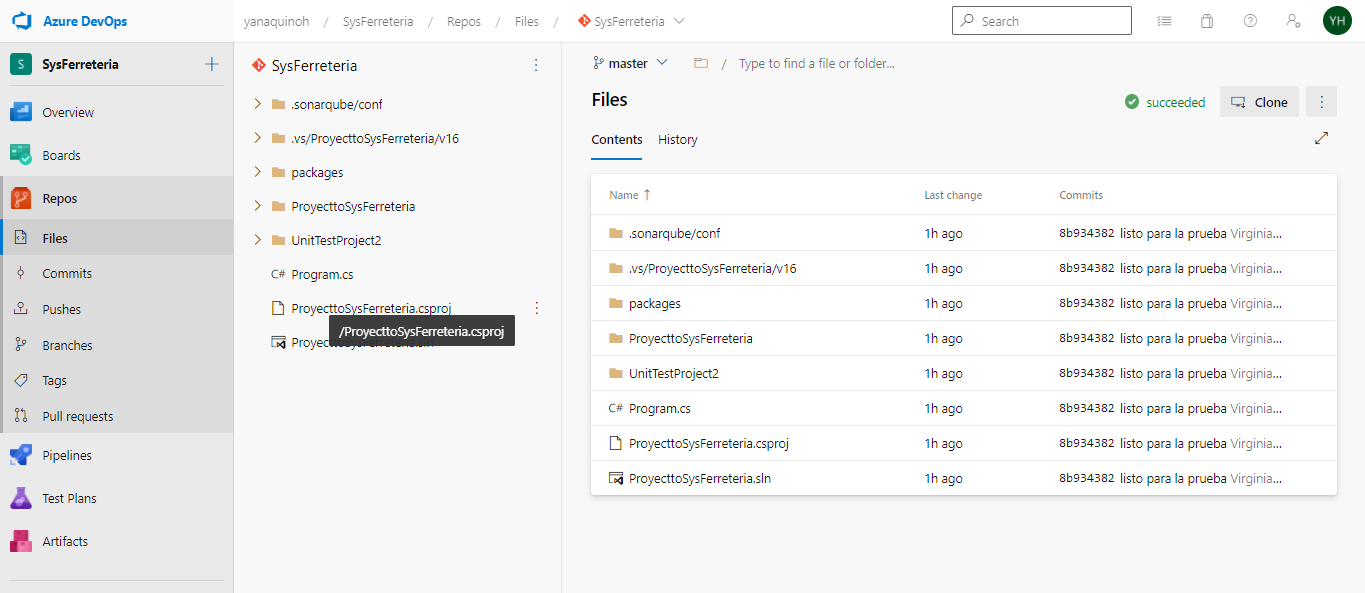 Azure DevOps
yanaquinoh / SysFerreteria / Repos / Files / SysFerreteria
Search
YH
S SysFerreteria
Overview
Boards
Repos
Files
Commits
Pushes
Branches
Tags
Pull requests
Pipelines
Test Plans
Artifacts
SysFerreteria
.sonarqube/conf
.vs/ProyecttoSysFerreteria/v16
packages
ProyecttoSysFerreteria
UnitTestProject2
C# Program.cs
ProyecttoSysFerreteria.csproj
/ProyecttoSysFerreteria.csproj
ProyecttoSysFerreteria.sln
master / Type to find a file or folder...
Files
succeeded
Clone
Contents History
Name ↑ Last change Commits
.sonarqube/conf 1h ago 8b934382 listo para la prueba Virginia...
.vs/ProyecttoSysFerreteria/v16 1h ago 8b934382 listo para la prueba Virginia...
packages 1h ago 8b934382 listo para la prueba Virginia...
ProyecttoSysFerreteria 1h ago 8b934382 listo para la prueba Virginia...
UnitTestProject2 1h ago 8b934382 listo para la prueba Virginia...
C# Program.cs 1h ago 8b934382 listo para la prueba Virginia...
ProyecttoSysFerreteria.csproj 1h ago 8b934382 listo para la prueba Virginia...
ProyecttoSysFerreteria.sln 1h ago 8b934382 listo para la prueba Virginia...